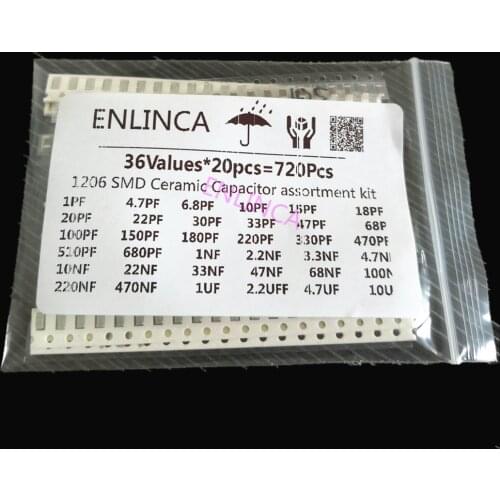 ENLINCA
36Values*20pcs=720Pcs
1206 SMD Ceramic Capacitor assortment kit
ENLINCA
1PF 4.7PF 6.8PF 10PF 15PF 18PF
20PF 22PF 30PF 33PF 47PF 68P
100PF 150PF 180PF 220PF 330PF 470PF
510PF 680PF 1NF 2.2NF 3.3NF 4.7N
10NF 22NF 33NF 47NF 68NF 100N
220NF 470NF 1UF 2.2UFF 4.7UF 10U